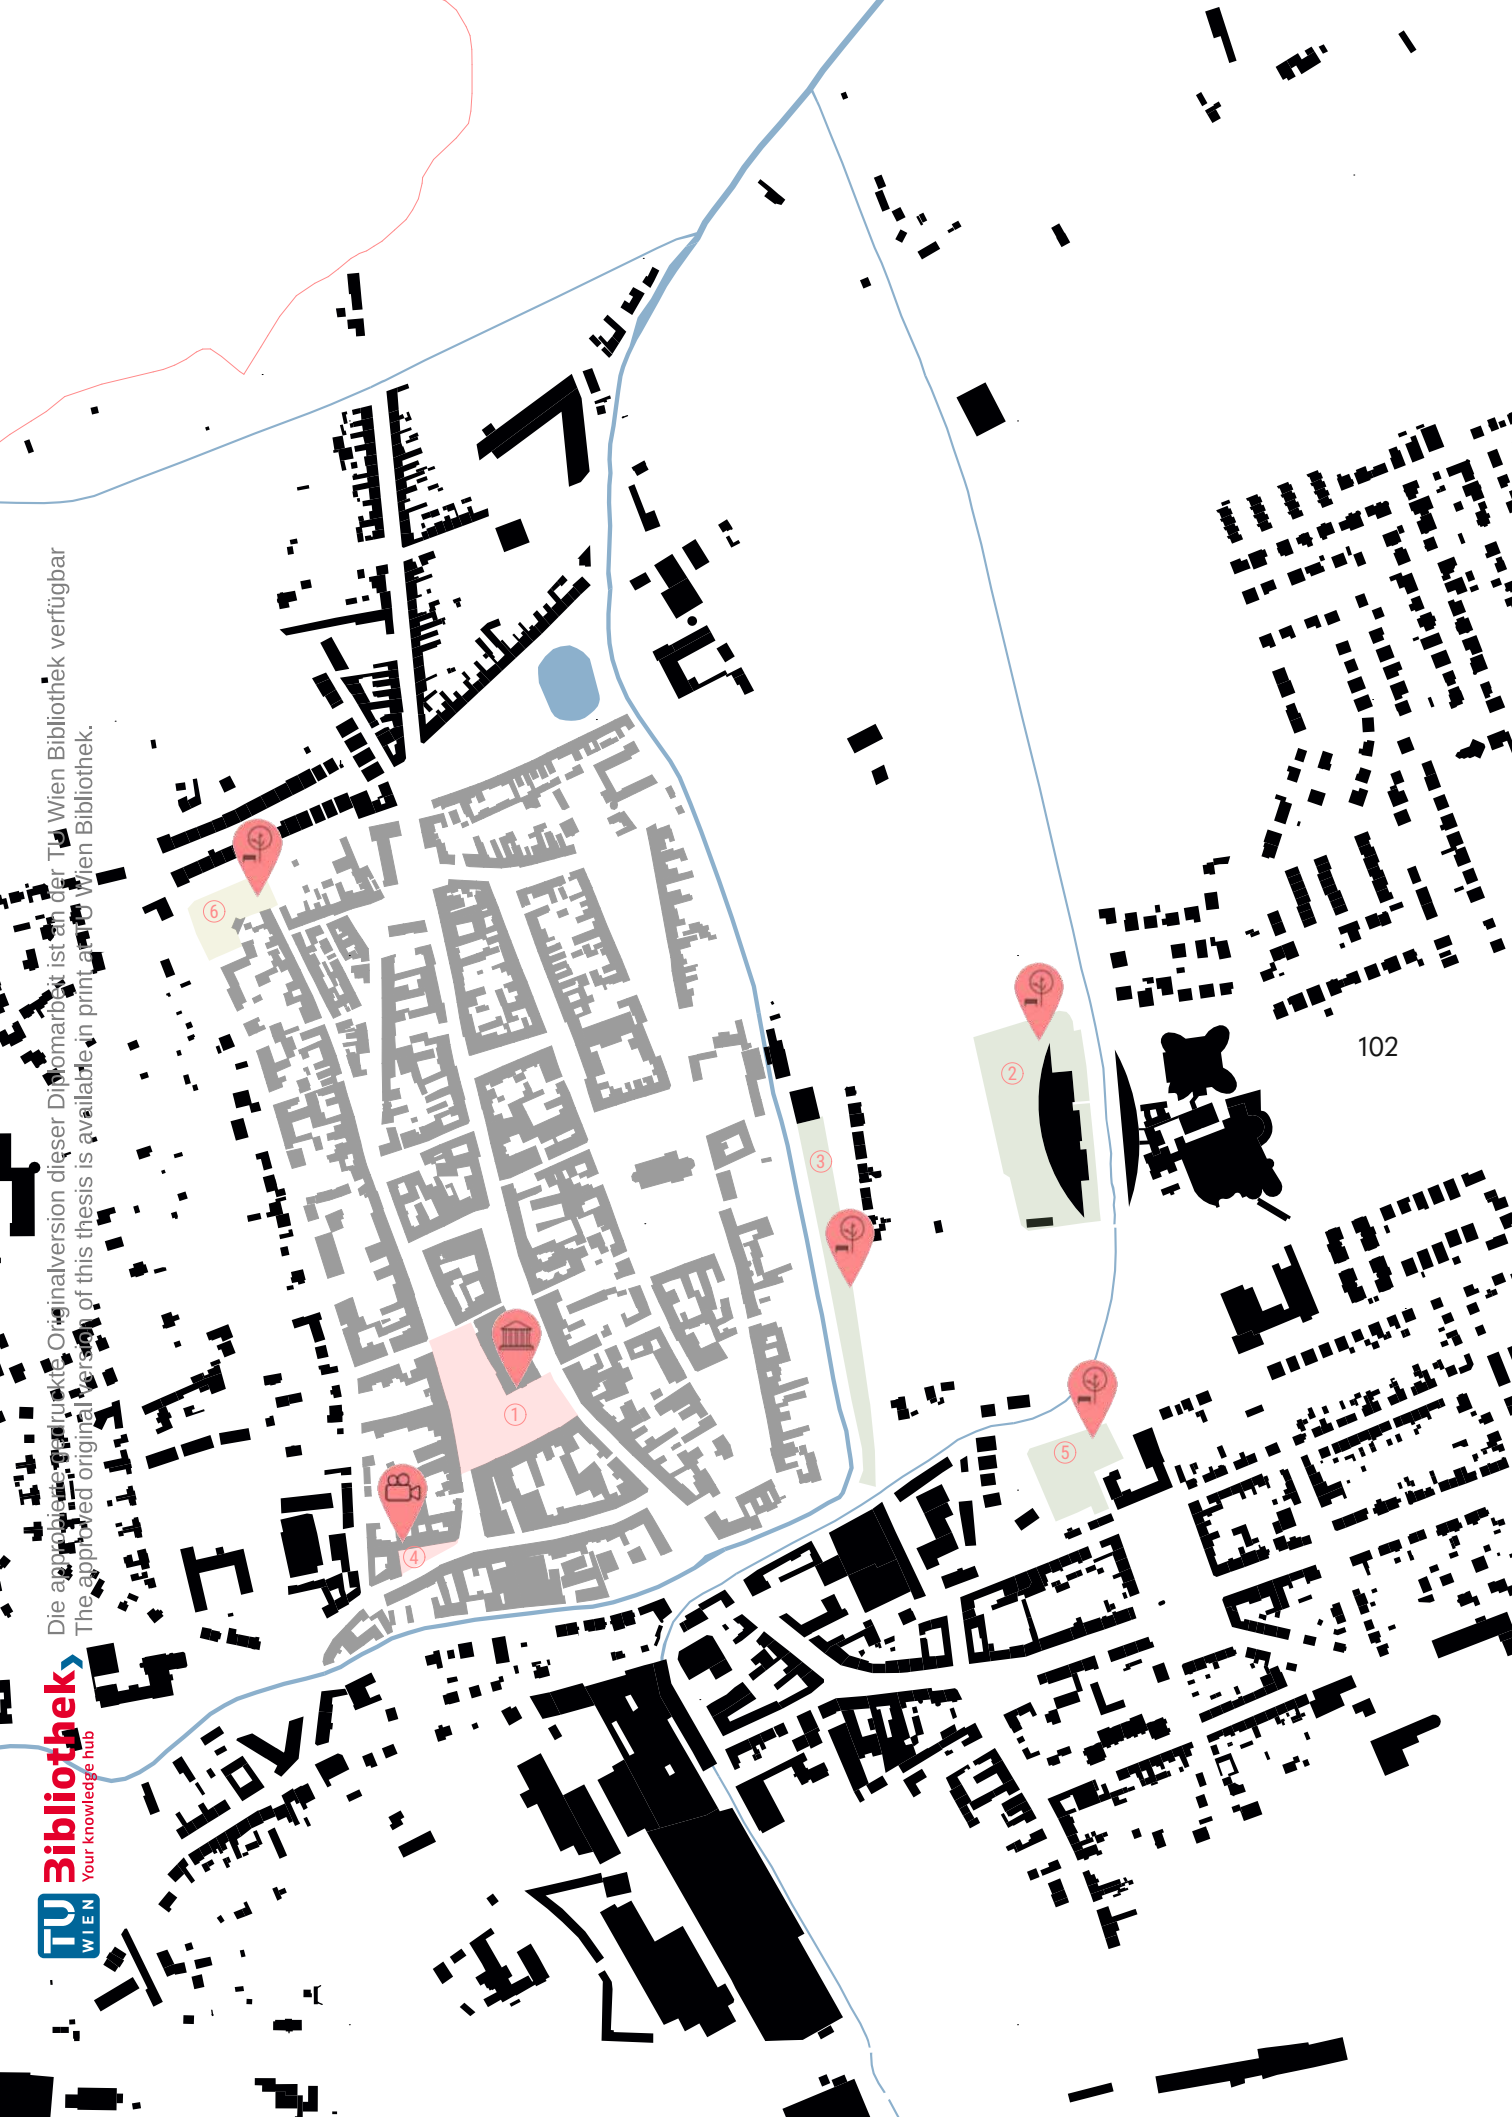 6
2
102
3
1
5
4
Die approbierte gedruckte Originalversion dieser Diplomarbeit ist an der TU Wien Bibliothek verfügbar
The approved original version of this thesis is available in print at TU Wien Bibliothek.
TU WIEN Bibliothek
Your knowledge hub